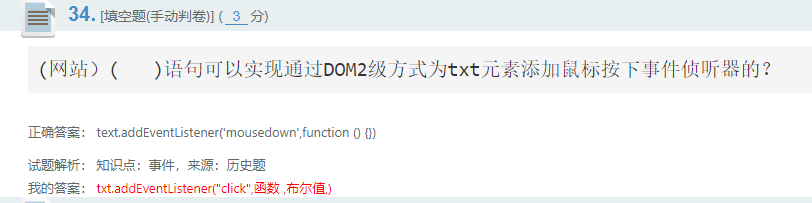 34. [填空题(手动判卷)] ( 3 分)
(网站) (   )语句可以实现通过DOM2级方式为txt元素添加鼠标按下事件侦听器的?
正确答案: text.addEventListener('mousedown',function () {})
试题解析: 知识点: 事件, 来源: 历史题
我的答案: txt.addEventListener("click",函数 ,布尔值,)